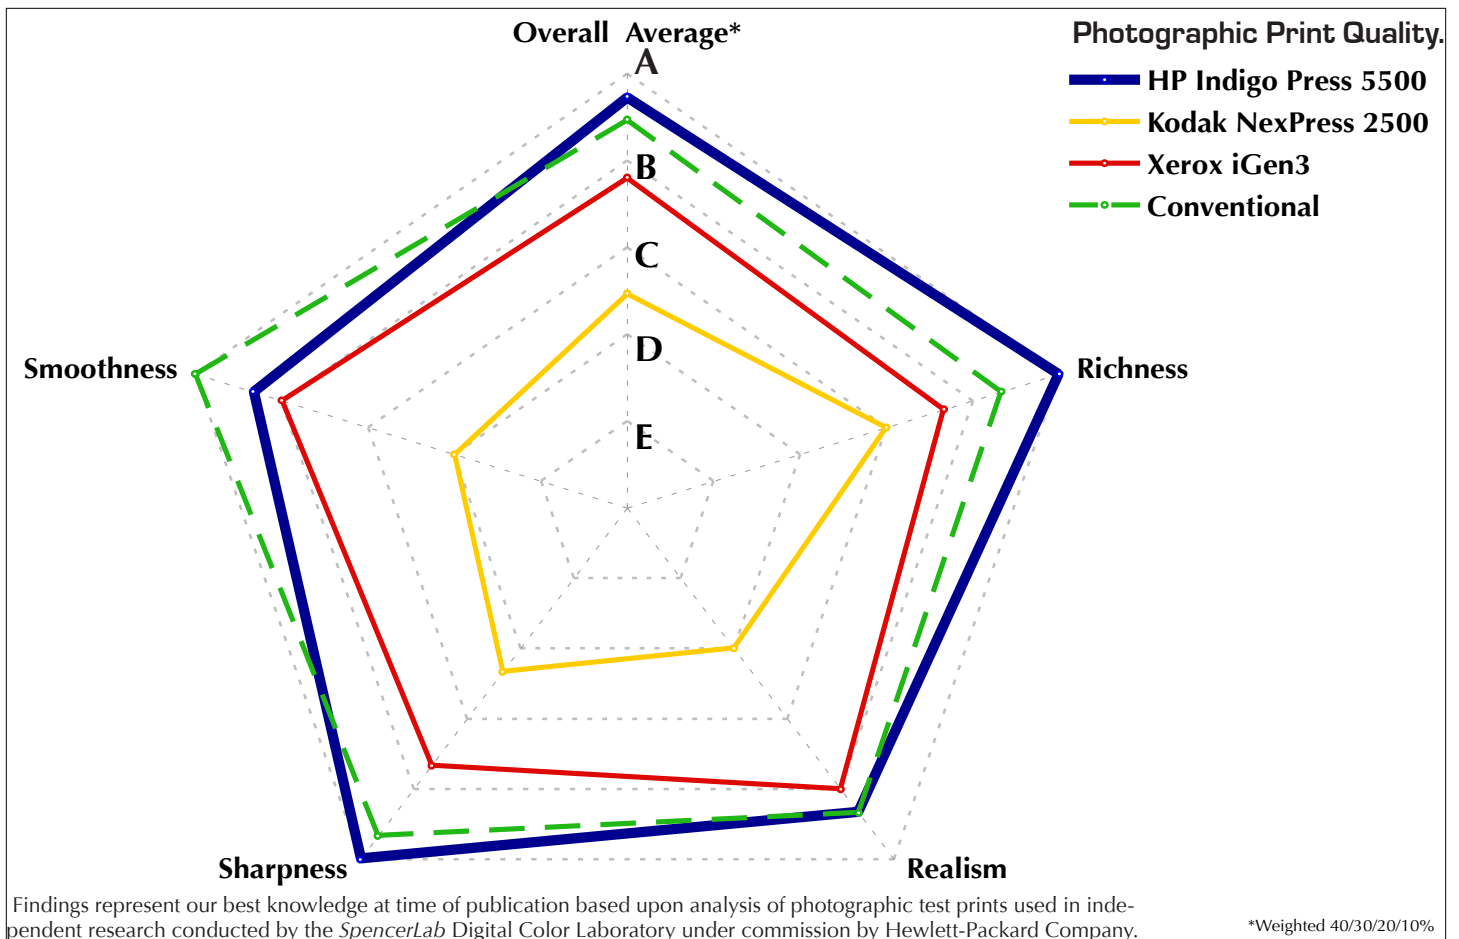 Overall Average*
Photographic Print Quality.
HP Indigo Press 5500
Kodak NexPress 2500
Xerox iGen3
Conventional
A
B
C
D
E
Smoothness
Richness
Sharpness
Realism
Findings represent our best knowledge at time of publication based upon analysis of photographic test prints used in inde-
pendent research conducted by the SpencerLab Digital Color Laboratory under commission by Hewlett-Packard Company.
*Weighted 40/30/20/10%